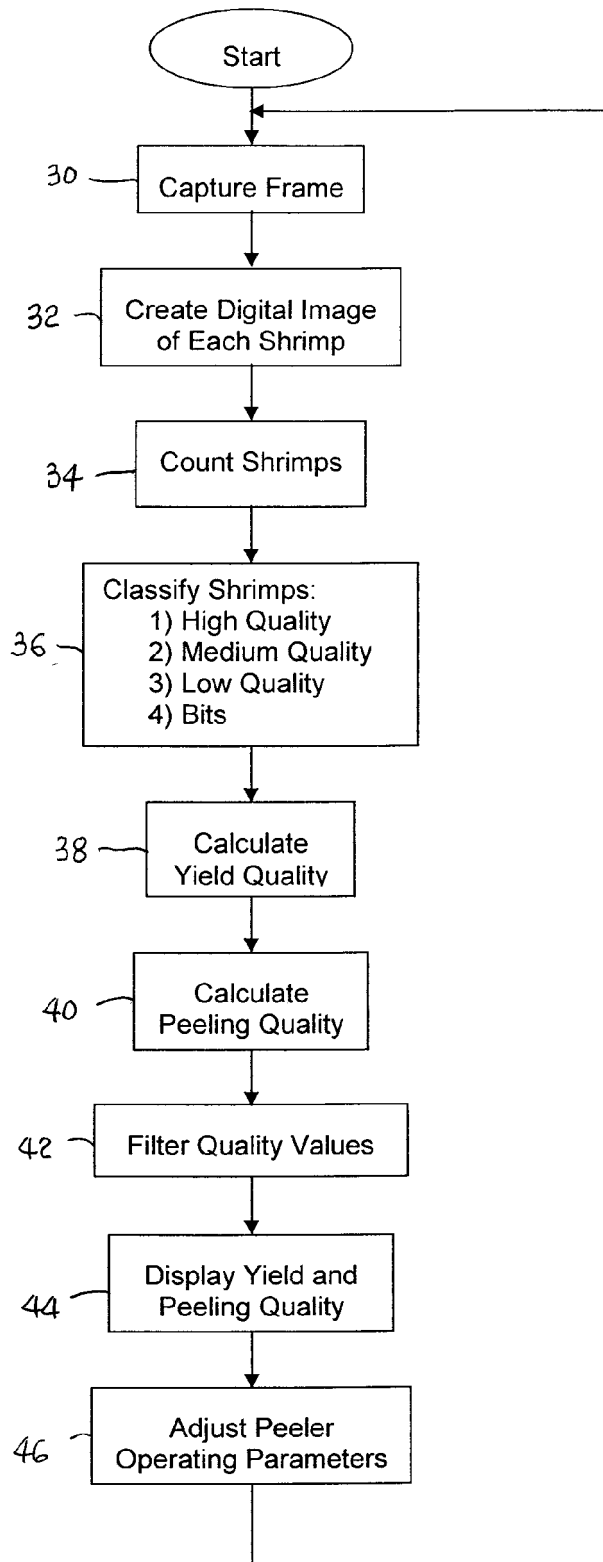 Start
30
Capture Frame
32
Create Digital Image
of Each Shrimp
34
Count Shrimps
36
Classify Shrimps:
1) High Quality
2) Medium Quality
3) Low Quality
4) Bits
38
Calculate
Yield Quality
40
Calculate
Peeling Quality
42
Filter Quality Values
44
Display Yield and
Peeling Quality
46
Adjust Peeler
Operating Parameters